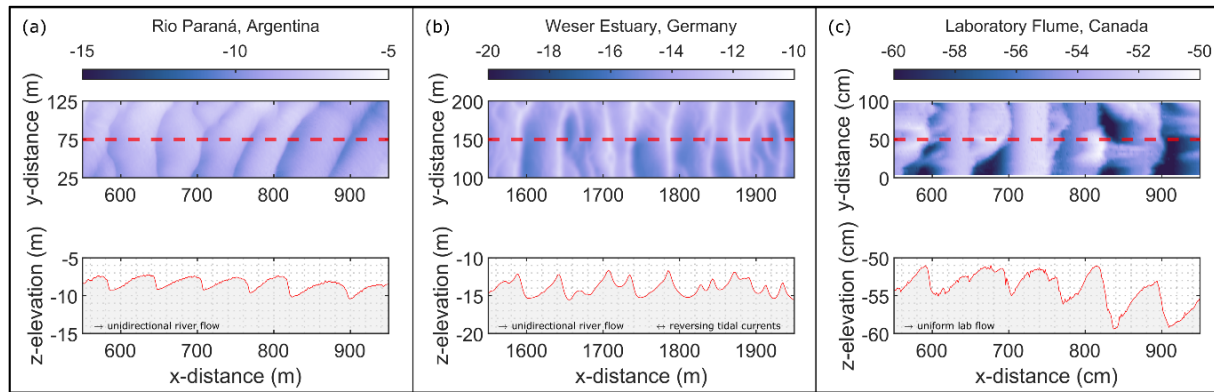 (a) Rio Paraná, Argentina
-15 -10 -5
y-distance (m)
125
75
25
600 700 800 900
z-elevation (m)
-5
-10
-15
→ unidirectional river flow
600 700 800 900
x-distance (m)
(b) Weser Estuary, Germany
-20 -18 -16 -14 -12 -10
y-distance (m)
200
150
100
1600 1700 1800 1900
z-elevation (m)
-10
-15
-20
→ unidirectional river flow ↔ reversing tidal currents
1600 1700 1800 1900
x-distance (m)
(c) Laboratory Flume, Canada
-60 -58 -56 -54 -52 -50
y-distance (cm)
100
50
0
600 700 800 900
z-elevation (cm)
-50
-55
-60
→ uniform lab flow
600 700 800 900
x-distance (cm)